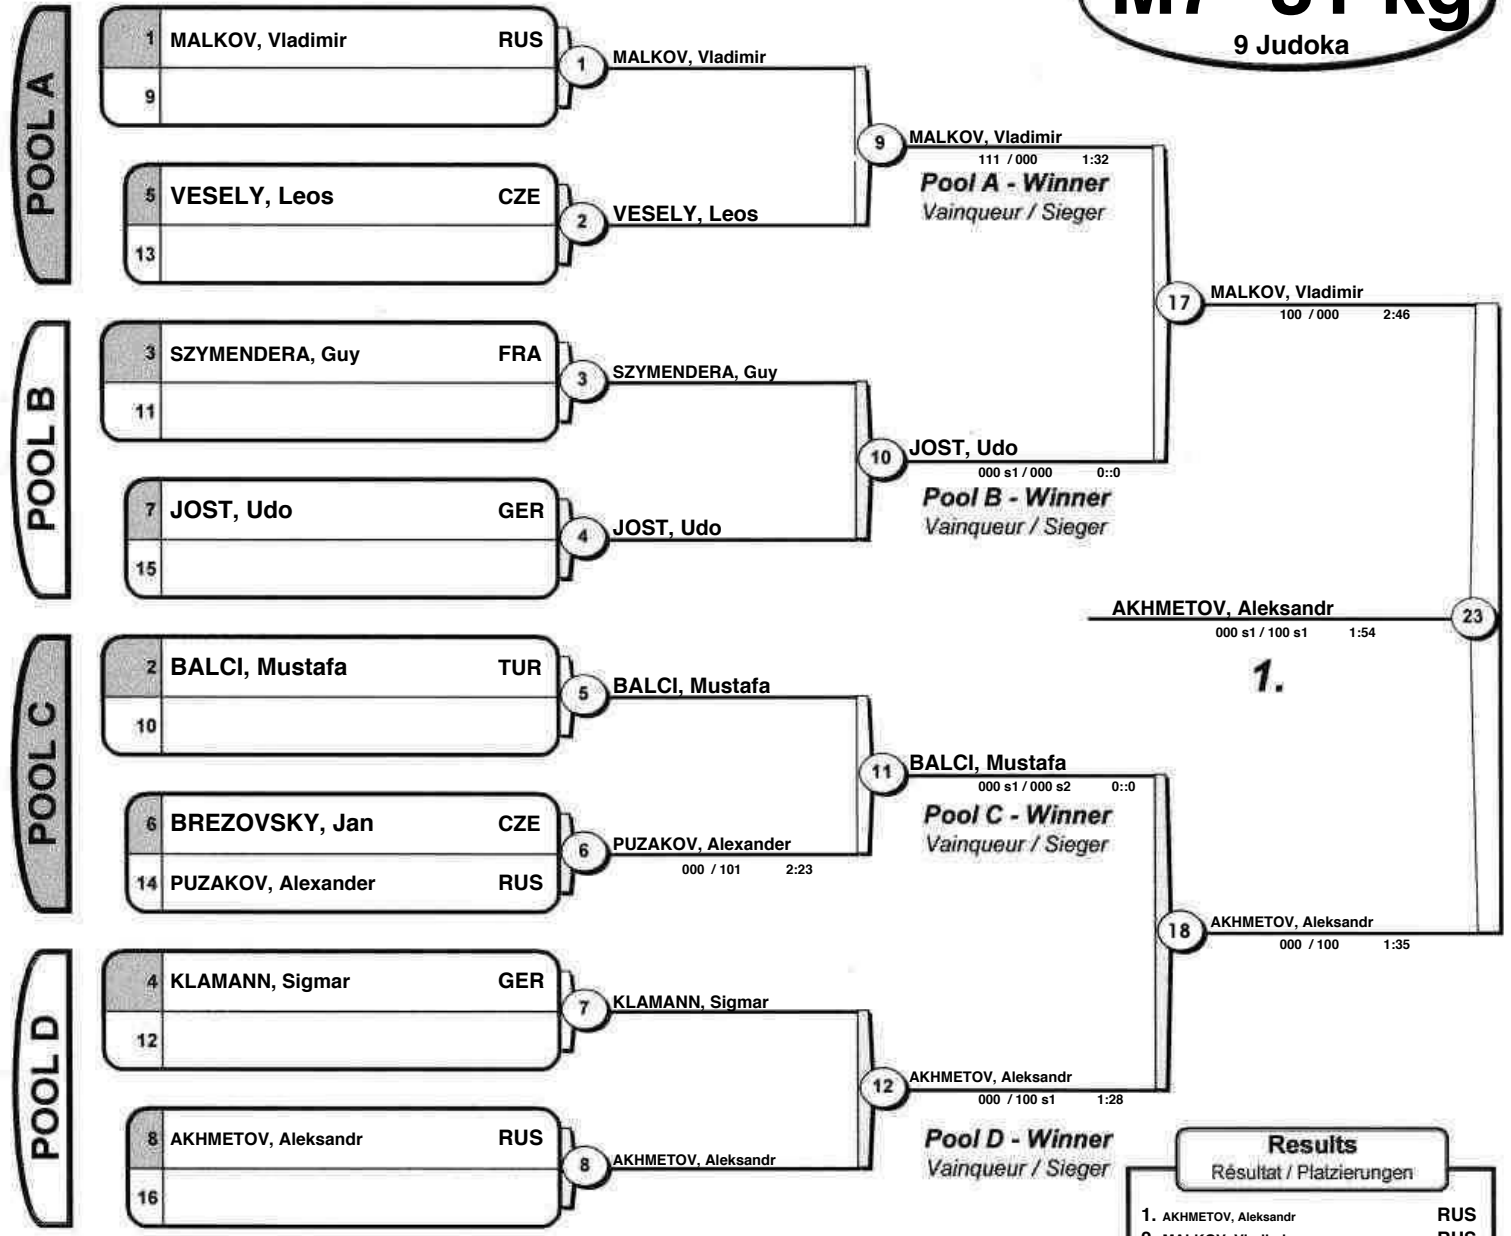 M7 -81 kg
9 Judoka
POOL A
1 MALKOV, Vladimir RUS
9
1 MALKOV, Vladimir
5 VESELY, Leos CZE
13
2 VESELY, Leos
9 MALKOV, Vladimir
111 / 000 1:32
Pool A - Winner
Vainqueur / Sieger
POOL B
3 SZYMENDERA, Guy FRA
11
3 SZYMENDERA, Guy
7 JOST, Udo GER
15
4 JOST, Udo
10 JOST, Udo
000 s1 / 000 0::0
Pool B - Winner
Vainqueur / Sieger
17 MALKOV, Vladimir
100 / 000 2:46
POOL C
2 BALCI, Mustafa TUR
10
5 BALCI, Mustafa
6 BREZOVSKY, Jan CZE
14 PUZAKOV, Alexander RUS
6 PUZAKOV, Alexander
000 / 101 2:23
11 BALCI, Mustafa
000 s1 / 000 s2 0::0
Pool C - Winner
Vainqueur / Sieger
POOL D
4 KLAMANN, Sigmar GER
12
7 KLAMANN, Sigmar
8 AKHMETOV, Aleksandr RUS
16
8 AKHMETOV, Aleksandr
12 AKHMETOV, Aleksandr
000 / 100 s1 1:28
Pool D - Winner
Vainqueur / Sieger
18 AKHMETOV, Aleksandr
000 / 100 1:35
AKHMETOV, Aleksandr 23
000 s1 / 100 s1 1:54
1.
Results
Résultat / Platzierungen
1. AKHMETOV, Aleksandr RUS